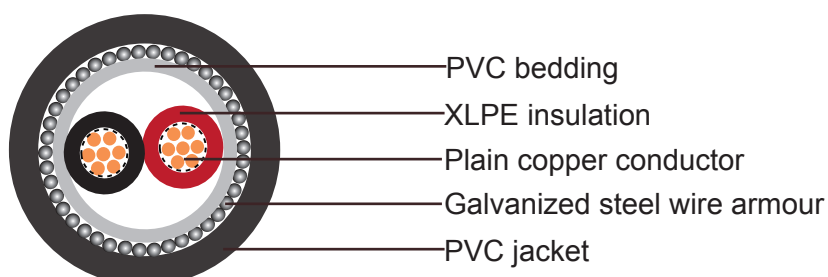 PVC bedding
XLPE insulation
Plain copper conductor
Galvanized steel wire armour
PVC jacket